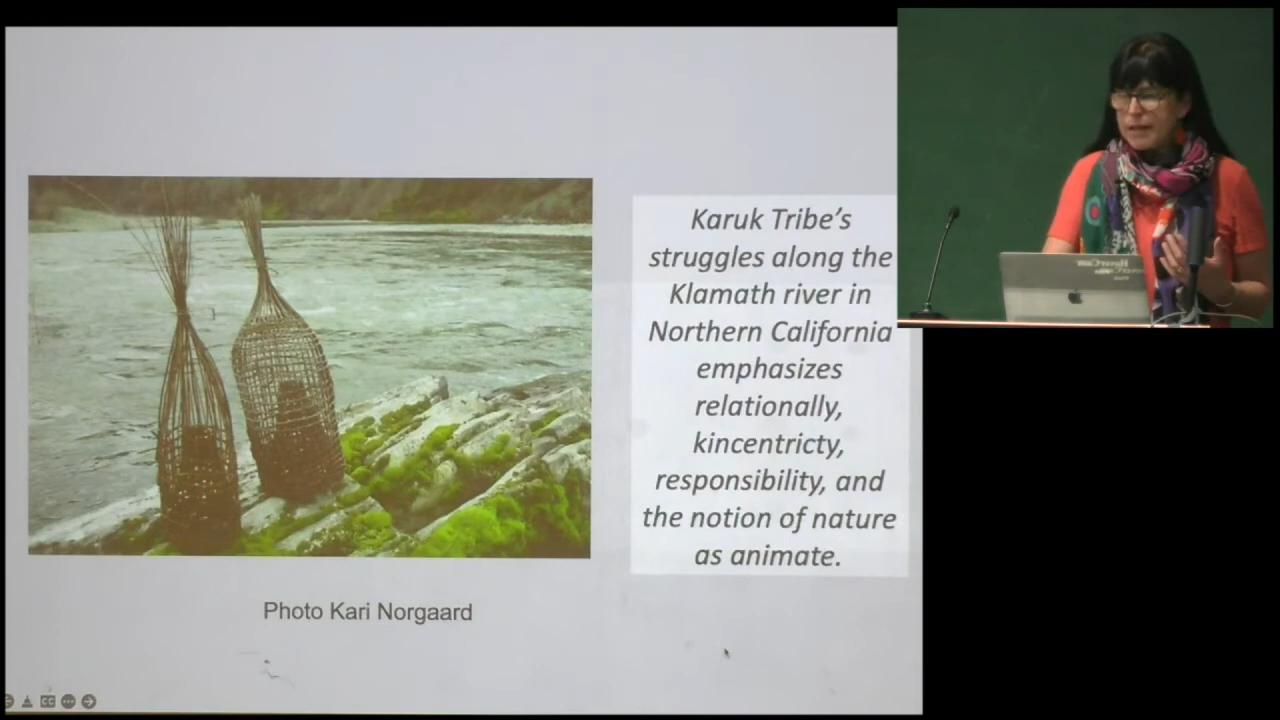 Karuk Tribe's
struggles along the
Klamath river in
Northern California
emphasizes
relationally,
kincentricty,
responsibility, and
the notion of nature
as animate.
Photo Kari Norgaard